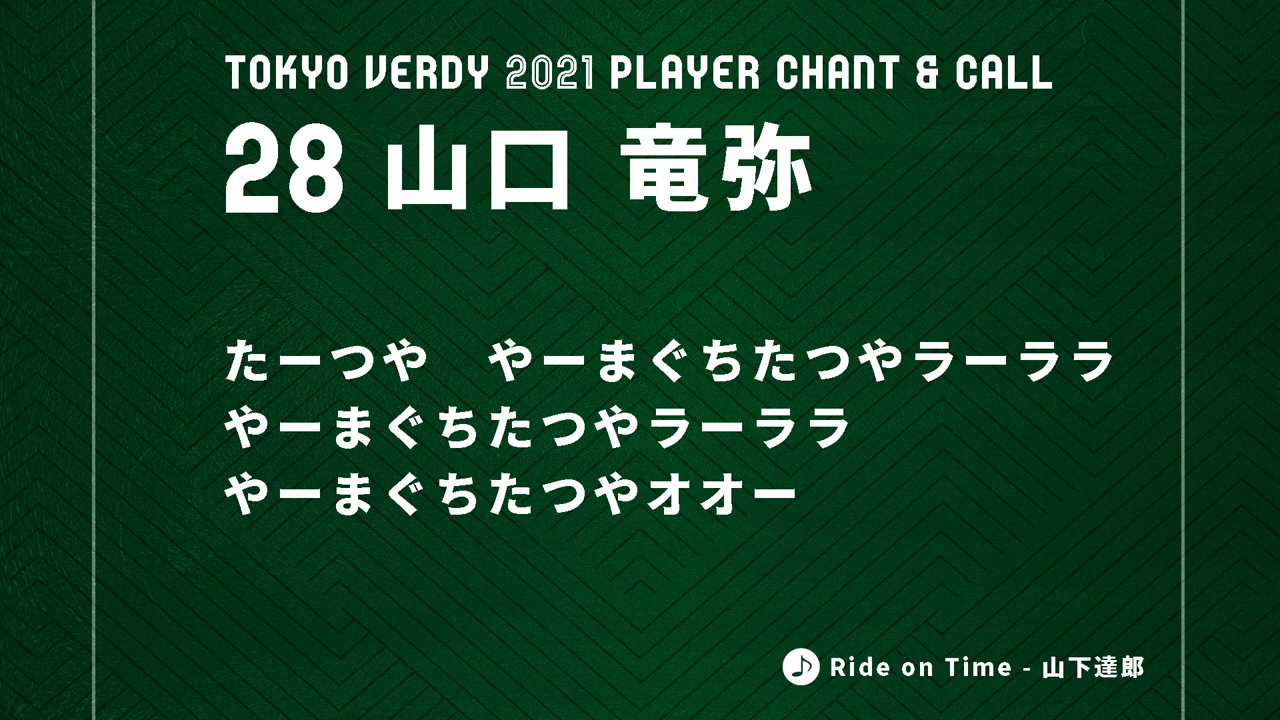 TOKYO VERDY 2021 PLAYER CHANT & CALL
28 山口 竜弥
たーつや　やーまぐちたつやラーララ
やーまぐちたつやラーララ
やーまぐちたつやオオー
Ride on Time - 山下達郎